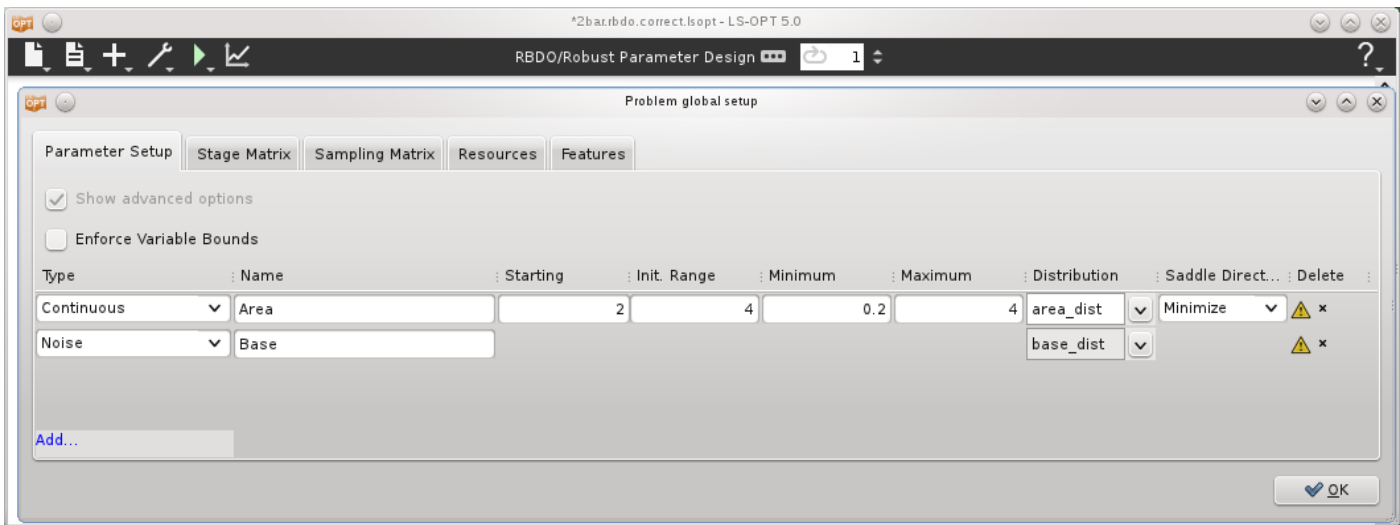 OPT
*2bar.rbdo.correct.lsopt - LS-OPT 5.0
RBDO/Robust Parameter Design 1 ?
OPT
Problem global setup
Parameter Setup Stage Matrix Sampling Matrix Resources Features
Show advanced options
Enforce Variable Bounds
Type Name Starting Init. Range Minimum Maximum Distribution Saddle Direct... Delete
Continuous Area 2 4 0.2 4 area_dist Minimize
Noise Base base_dist
Add...
OK